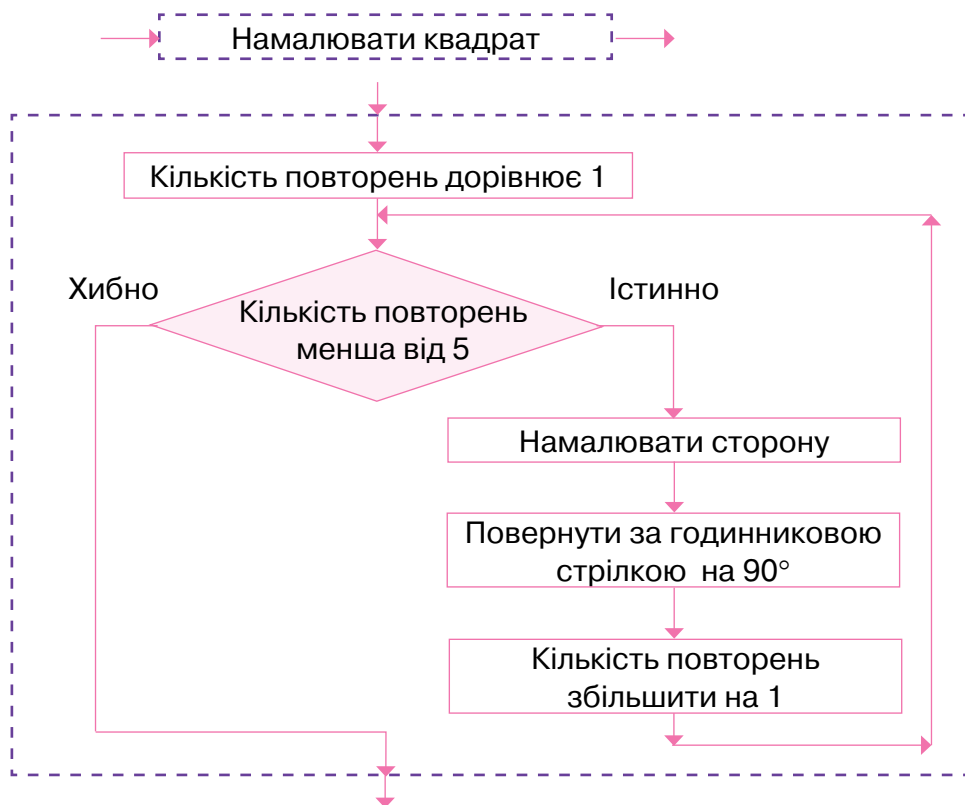 Намалювати квадрат
Кількість повторень дорівнює 1
Хибно
Істинно
Кількість повторень
менша від 5
Намалювати сторону
Повернути за годинниковою
стрілкою на 90°
Кількість повторень
збільшити на 1